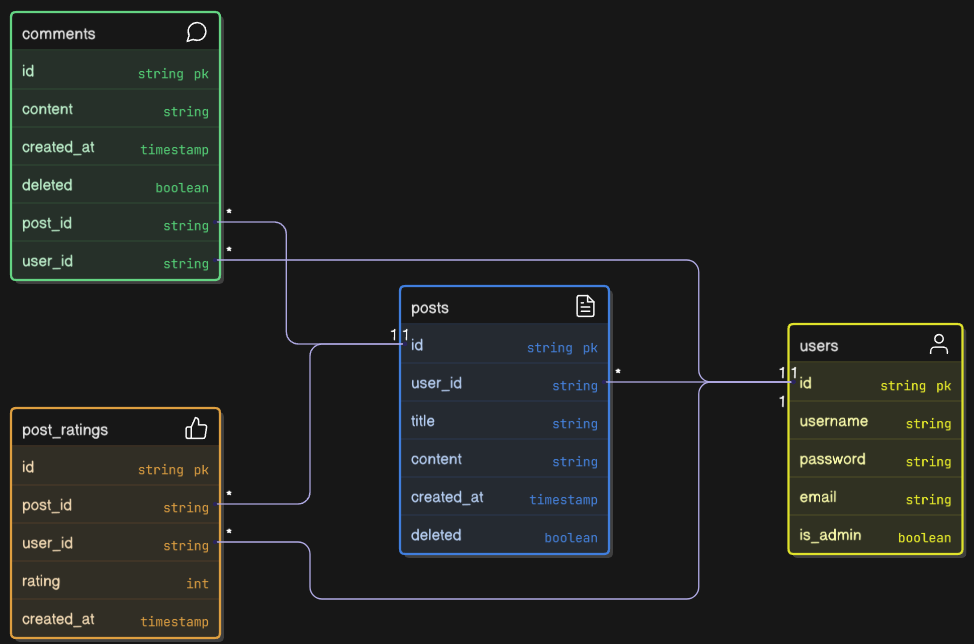 comments
id string pk
content string
created_at timestamp
deleted boolean
post_id string *
user_id string *
posts
1 1
id string pk
user_id string *
title string
content string
created_at timestamp
deleted boolean
users
1 1
id string pk
1
username string
password string
email string
is_admin boolean
post_ratings
id string pk
post_id string *
user_id string *
rating int
created_at timestamp